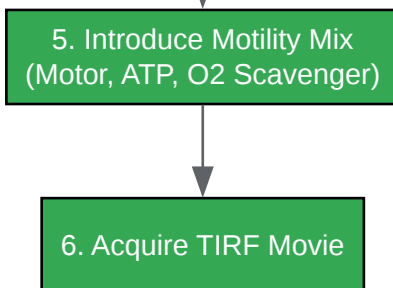 5. Introduce Motility Mix
(Motor, ATP, O2 Scavenger)
6. Acquire TIRF Movie